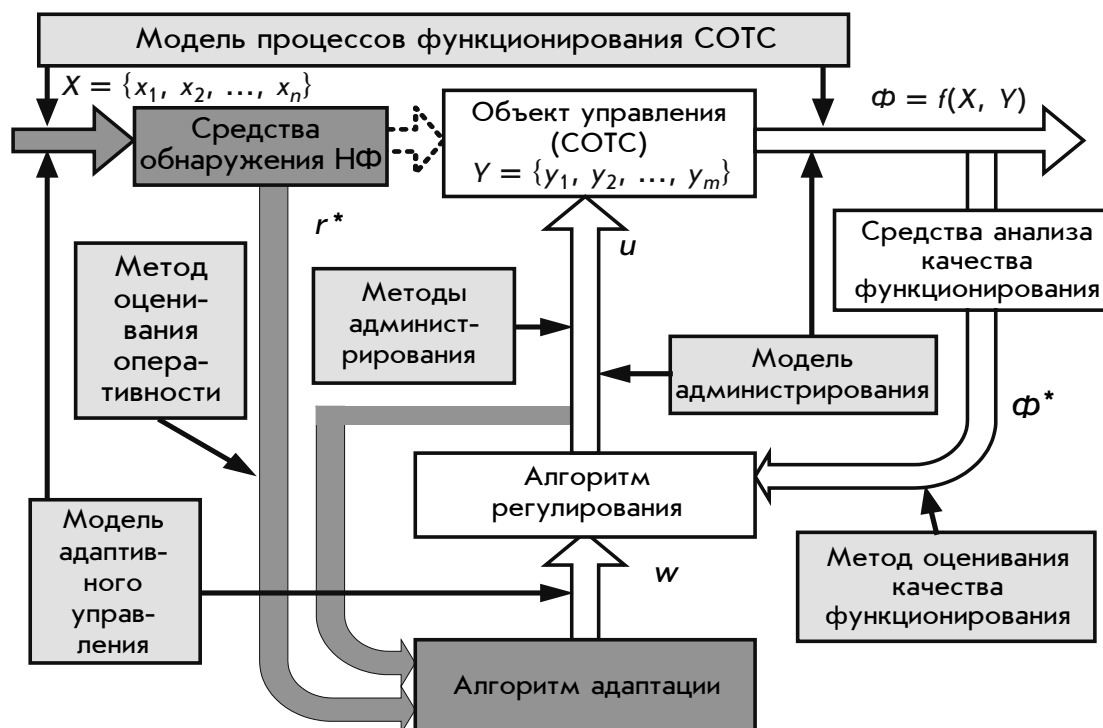 Модель процессов функционирования СОТС
X = {x₁, x₂, ..., xₙ}
Средства
обнаружения НФ
Объект управления
(СОТС)
Y = {y₁, y₂, ..., yₘ}
Ф = f(X, Y)
r*
u
Средства анализа
качества
функционирования
Метод
оцени-
вания
опера-
тивности
Методы
админист-
рирования
Модель
администрирования
Ф*
Алгоритм
регулирования
Модель
адаптив-
ного
управ-
ления
w
Метод оценивания
качества
функционирования
Алгоритм адаптации